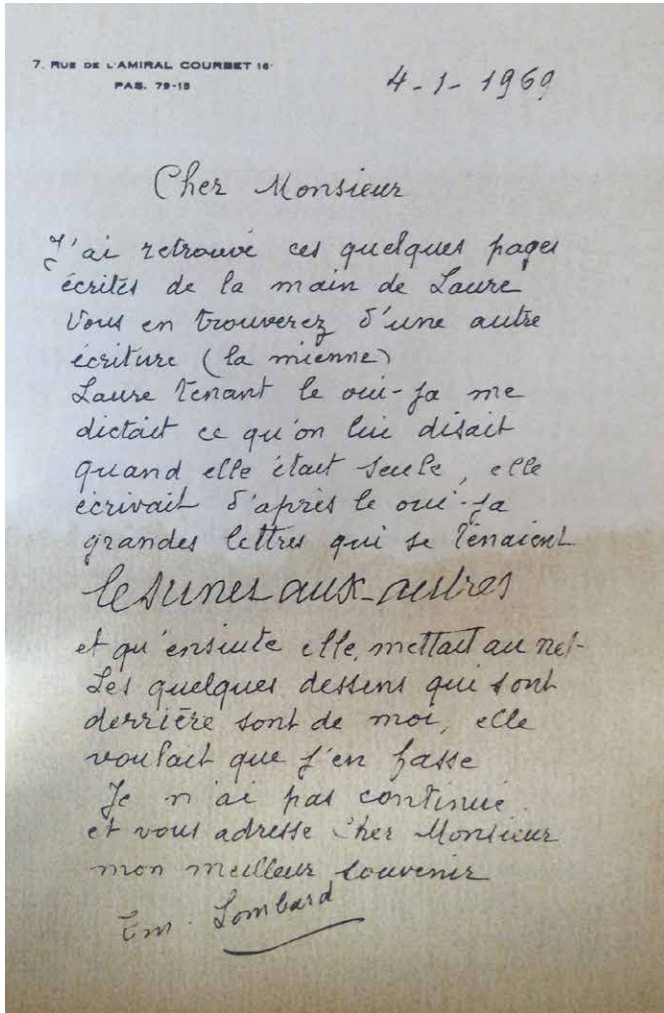 7. RUE DE L'AMIRAL COURBET 16·
PAS. 79-15
4-1-1969
Cher Monsieur
J'ai retrouvé ces quelques pages
écrites de la main de Laure
Vous en trouverez d'une autre
écriture (la mienne)
Laure tenant le oui-ja me
dictait ce qu'on lui disait
quand elle était seule, elle
écrivait d'après le oui-ja
grandes lettres qui se tenaient
les unes aux autres
et qu'ensuite elle mettait au net-
Les quelques dessins qui sont
derrière sont de moi, elle
voulait que j'en fasse
Je n'ai pas continué.
et vous adresse Cher Monsieur
mon meilleur souvenir
Em. Lombard